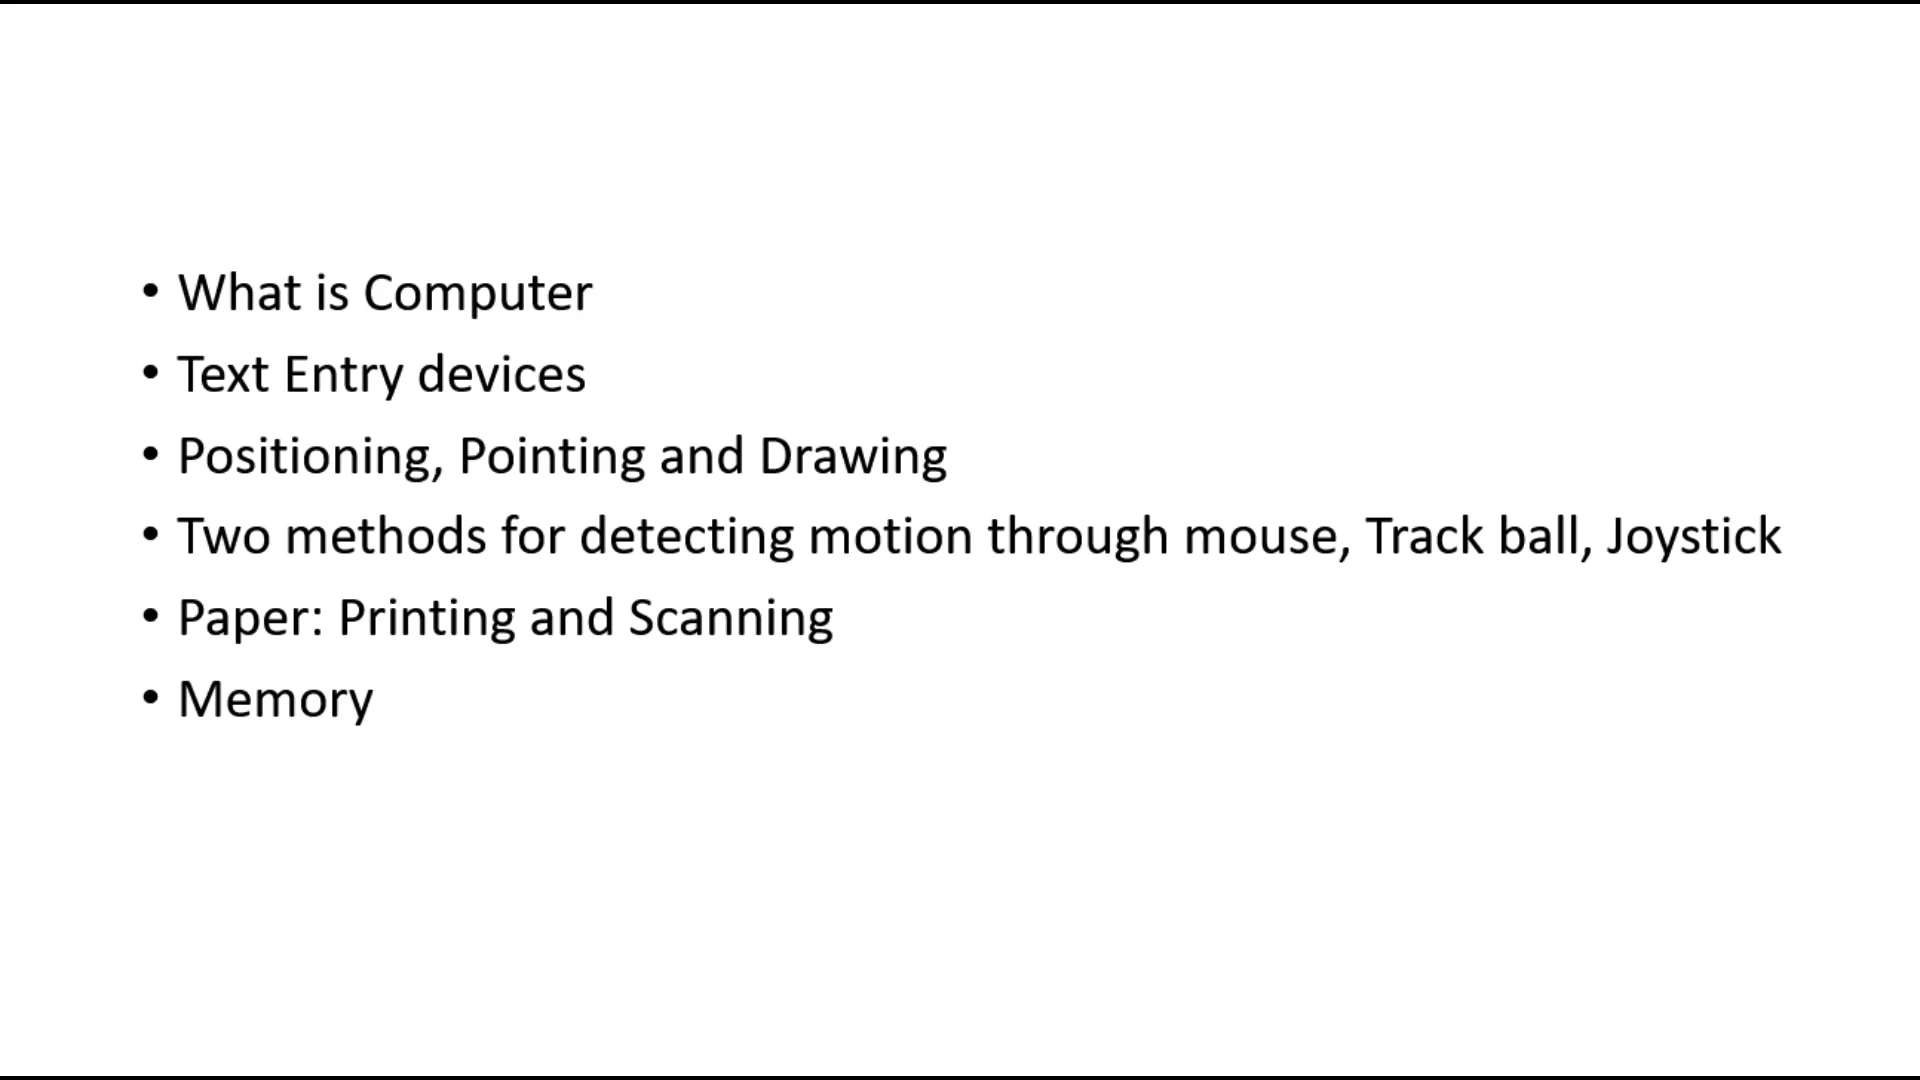 • What is Computer
• Text Entry devices
• Positioning, Pointing and Drawing
• Two methods for detecting motion through mouse, Track ball, Joystick
• Paper: Printing and Scanning
• Memory